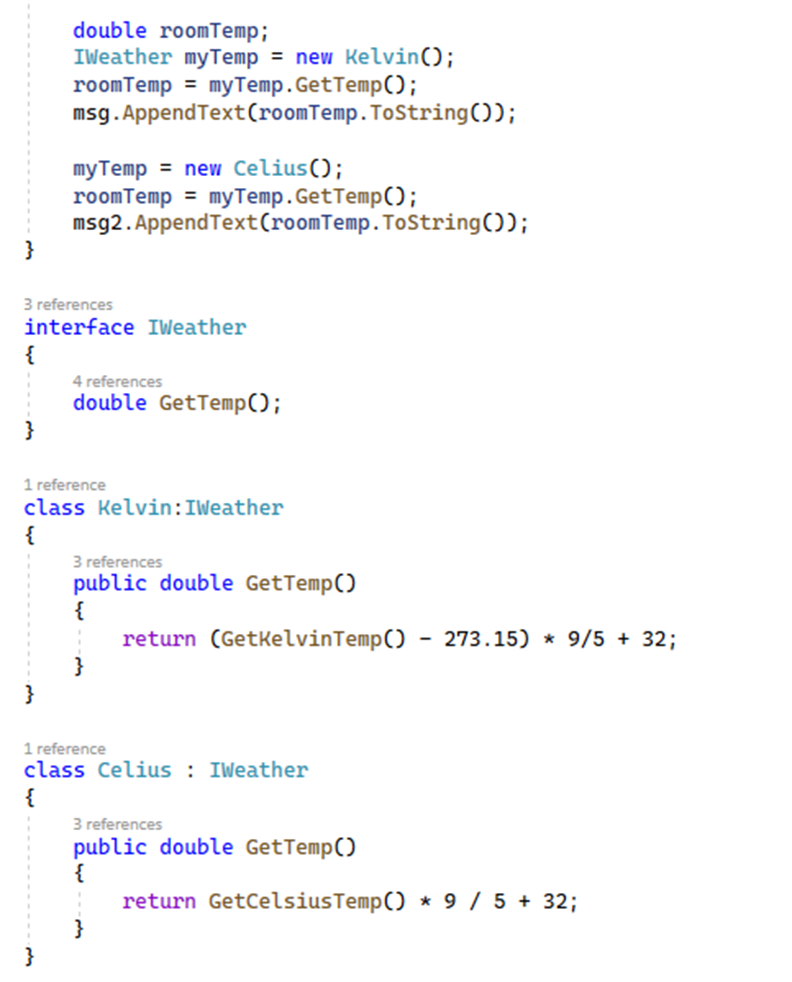 double roomTemp;
IWeather myTemp = new Kelvin();
roomTemp = myTemp.GetTemp();
msg.AppendText(roomTemp.ToString());
myTemp = new Celius();
roomTemp = myTemp.GetTemp();
msg2.AppendText(roomTemp.ToString());
}
3 references
interface IWeather
{
4 references
double GetTemp();
}
1 reference
class Kelvin:IWeather
{
3 references
public double GetTemp()
{
return (GetKelvinTemp() - 273.15) * 9/5 + 32;
}
}
1 reference
class Celius : IWeather
{
3 references
public double GetTemp()
{
return GetCelsiusTemp() * 9 / 5 + 32;
}
}